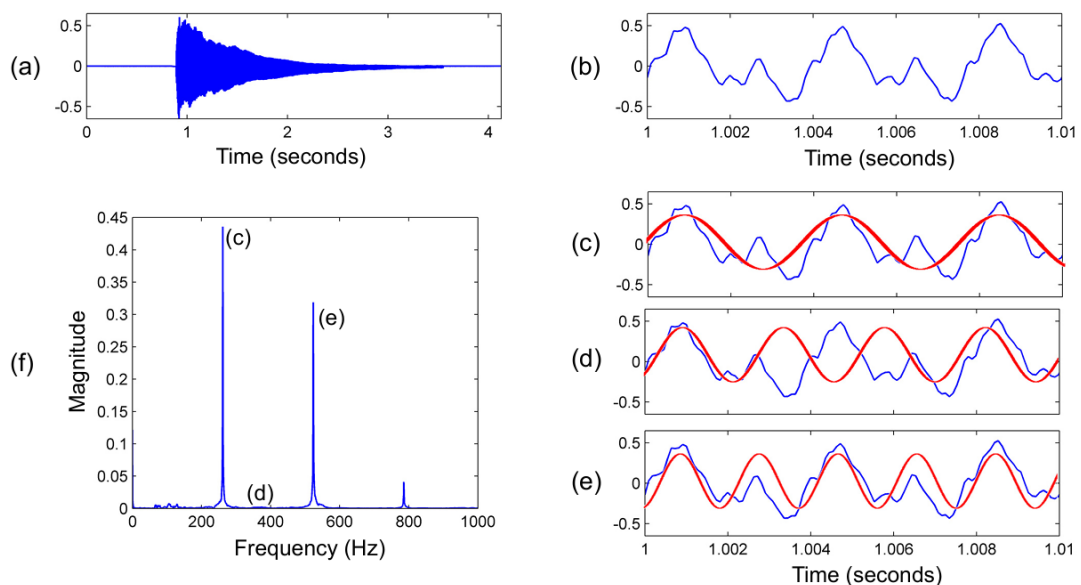 (a)
0.5
0
-0.5
0 1 2 3 4
Time (seconds)
(b)
0.5
0
-0.5
1 1.002 1.004 1.006 1.008 1.01
Time (seconds)
(f)
Magnitude
0.45
0.4
0.35
0.3
0.25
0.2
0.15
0.1
0.05
0
(c)
(e)
(d)
0 200 400 600 800 1000
Frequency (Hz)
(c)
0.5
0
-0.5
(d)
0.5
0
-0.5
(e)
0.5
0
-0.5
1 1.002 1.004 1.006 1.008 1.01
Time (seconds)